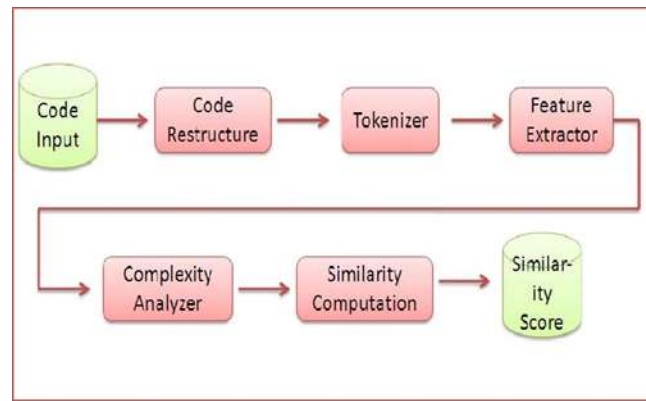 Code
Input
Code
Restructure
Tokenizer
Feature
Extractor
Complexity
Analyzer
Similarity
Computation
Similar-
ity
Score